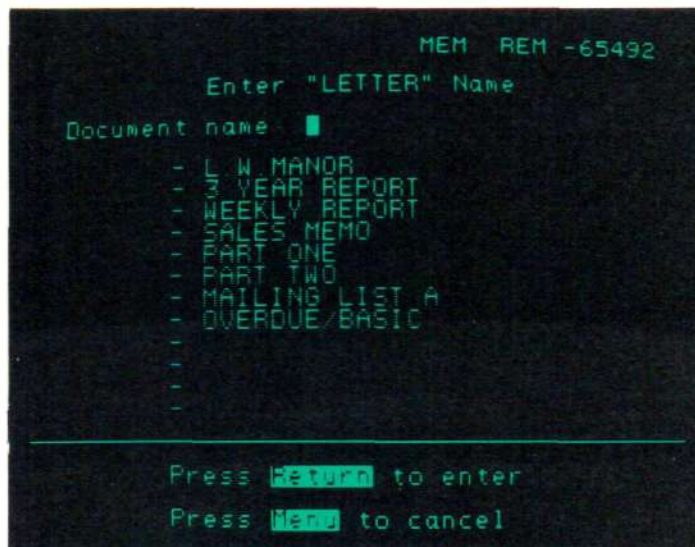 MEM REM -65492
Enter "LETTER" Name
Document name
- L W MANOR
- 3 YEAR REPORT
- WEEKLY REPORT
- SALES MEMO
- PART ONE
- PART TWO
- MAILING LIST A
- OVERDUE/BASIC
-
-
-
-
Press Return to enter
Press Menu to cancel